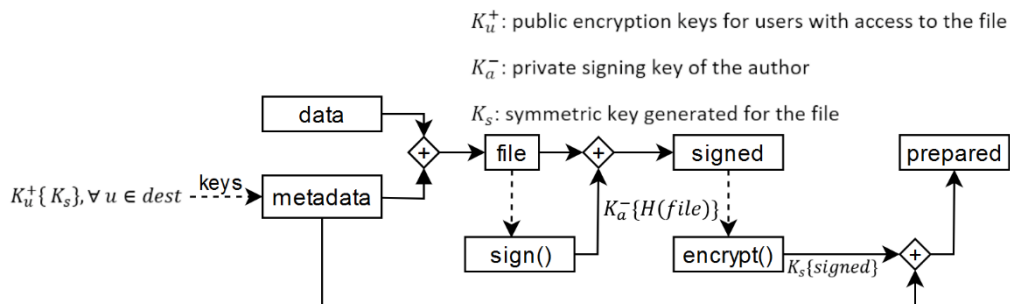 K_u^+: public encryption keys for users with access to the file
K_a^-: private signing key of the author
K_s: symmetric key generated for the file
data
file
+
+
signed
prepared
K_u^+{ K_s}, ∀ u ∈ dest
keys
metadata
K_a^-{H(file)}
sign()
encrypt()
K_s{signed}
+